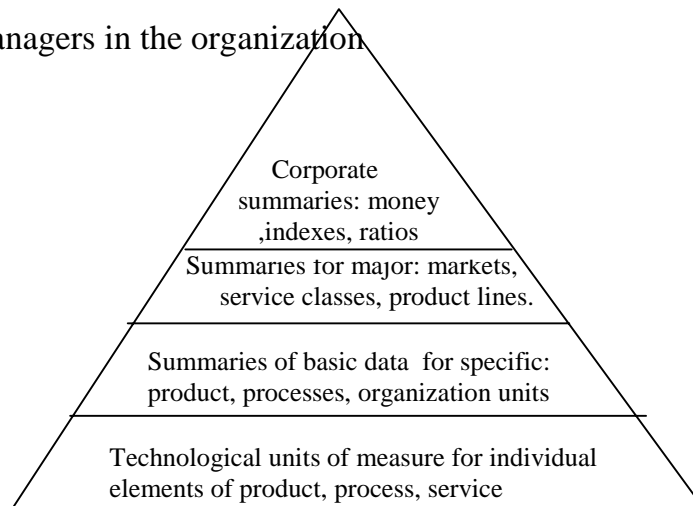 anagers in the organization
Corporate
summaries: money
,indexes, ratios
Summaries for major: markets,
service classes, product lines.
Summaries of basic data for specific:
product, processes, organization units
Technological units of measure for individual
elements of product, process, service